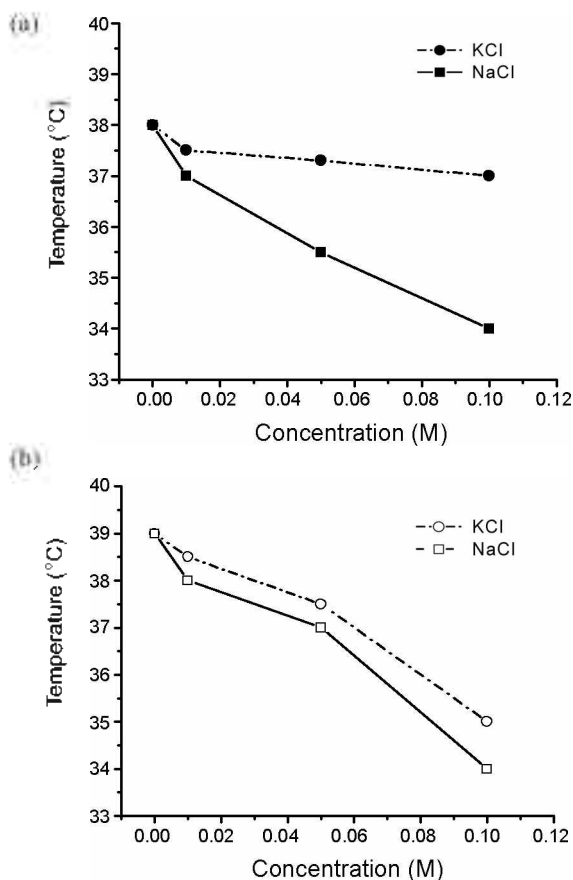 (a)
40
39
38
37
36
35
34
33
KCl
NaCl
Temperature (°C)
0.00 0.02 0.04 0.06 0.08 0.10 0.12
Concentration (M)
(b)
40
39
38
37
36
35
34
33
KCl
NaCl
Temperature (°C)
0.00 0.02 0.04 0.06 0.08 0.10 0.12
Concentration (M)